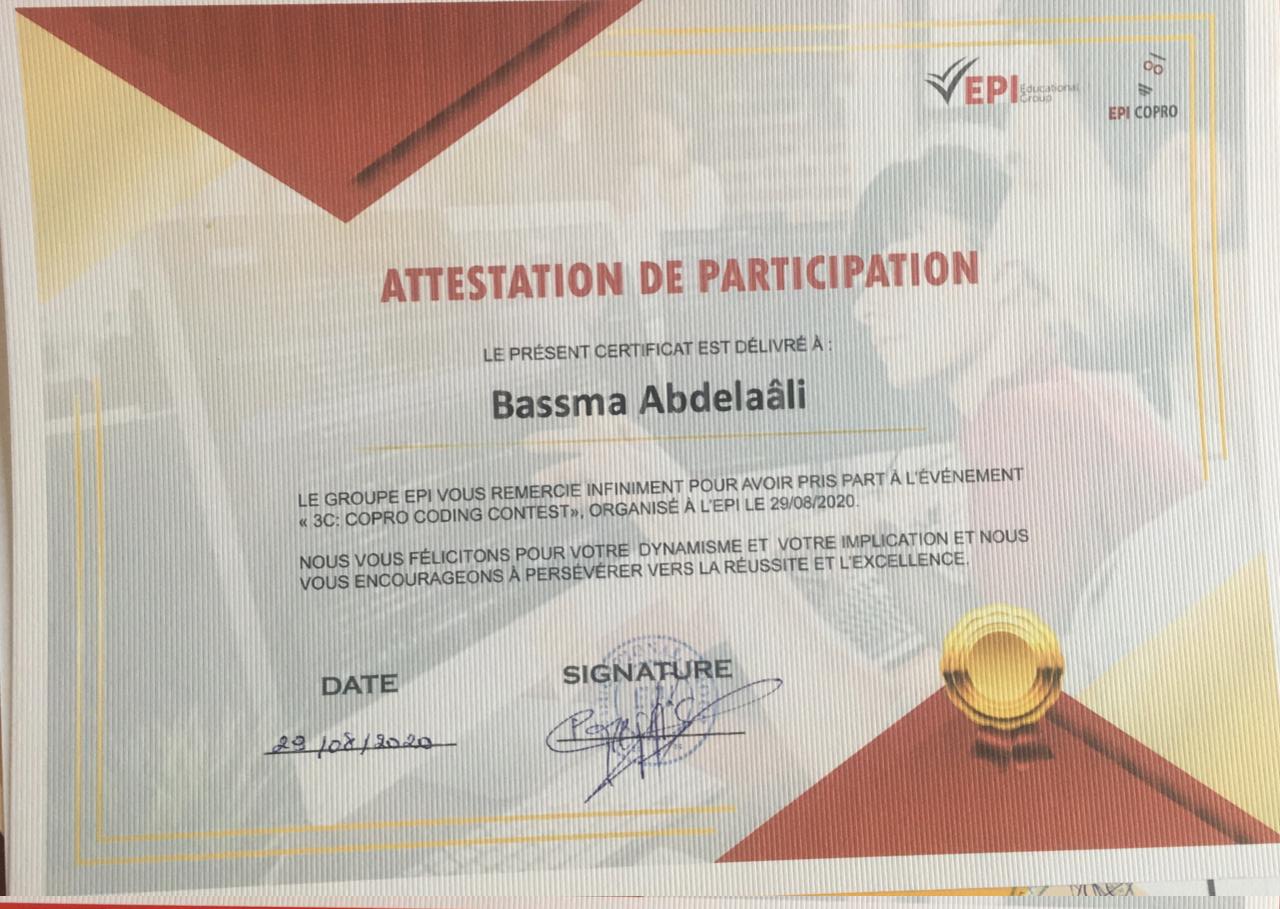 EPI Educational Group
EPI COPRO
ATTESTATION DE PARTICIPATION
LE PRÉSENT CERTIFICAT EST DÉLIVRÉ À :
Bassma Abdelaâli
LE GROUPE EPI VOUS REMERCIE INFINIMENT POUR AVOIR PRIS PART À L'ÉVÉNEMENT
« 3C: COPRO CODING CONTEST», ORGANISÉ À L'EPI LE 29/08/2020.
NOUS VOUS FÉLICITONS POUR VOTRE DYNAMISME ET VOTRE IMPLICATION ET NOUS
VOUS ENCOURAGEONS À PERSÉVÉRER VERS LA RÉUSSITE ET L'EXCELLENCE.
DATE
29/08/2020
SIGNATURE